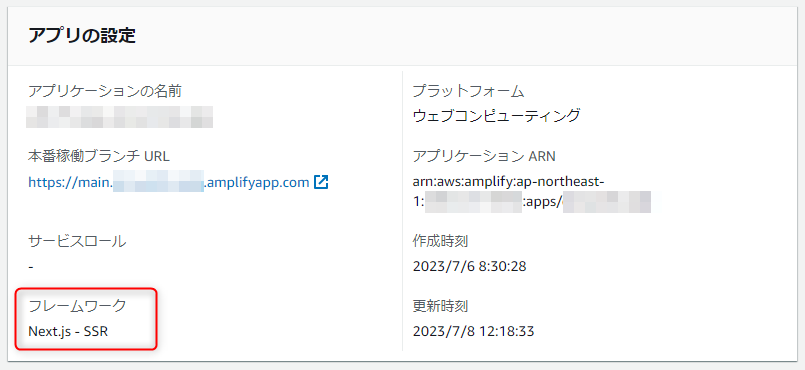 アプリの設定
アプリケーションの名前
本番稼働ブランチ URL
https://main.
.amplifyapp.com
サービスロール
-
フレームワーク
Next.js - SSR
プラットフォーム
ウェブコンピューティング
アプリケーション ARN
arn:aws:amplify:ap-northeast-
1:
:apps/
作成時刻
2023/7/6 8:30:28
更新時刻
2023/7/8 12:18:33